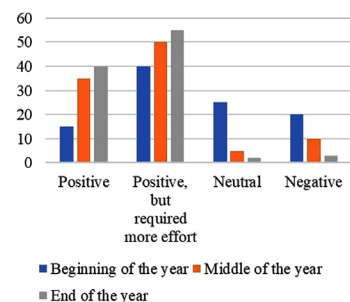 60
50
40
30
20
10
0
Positive
Positive,
but
required
more effort
Neutral
Negative
Beginning of the year
Middle of the year
End of the year